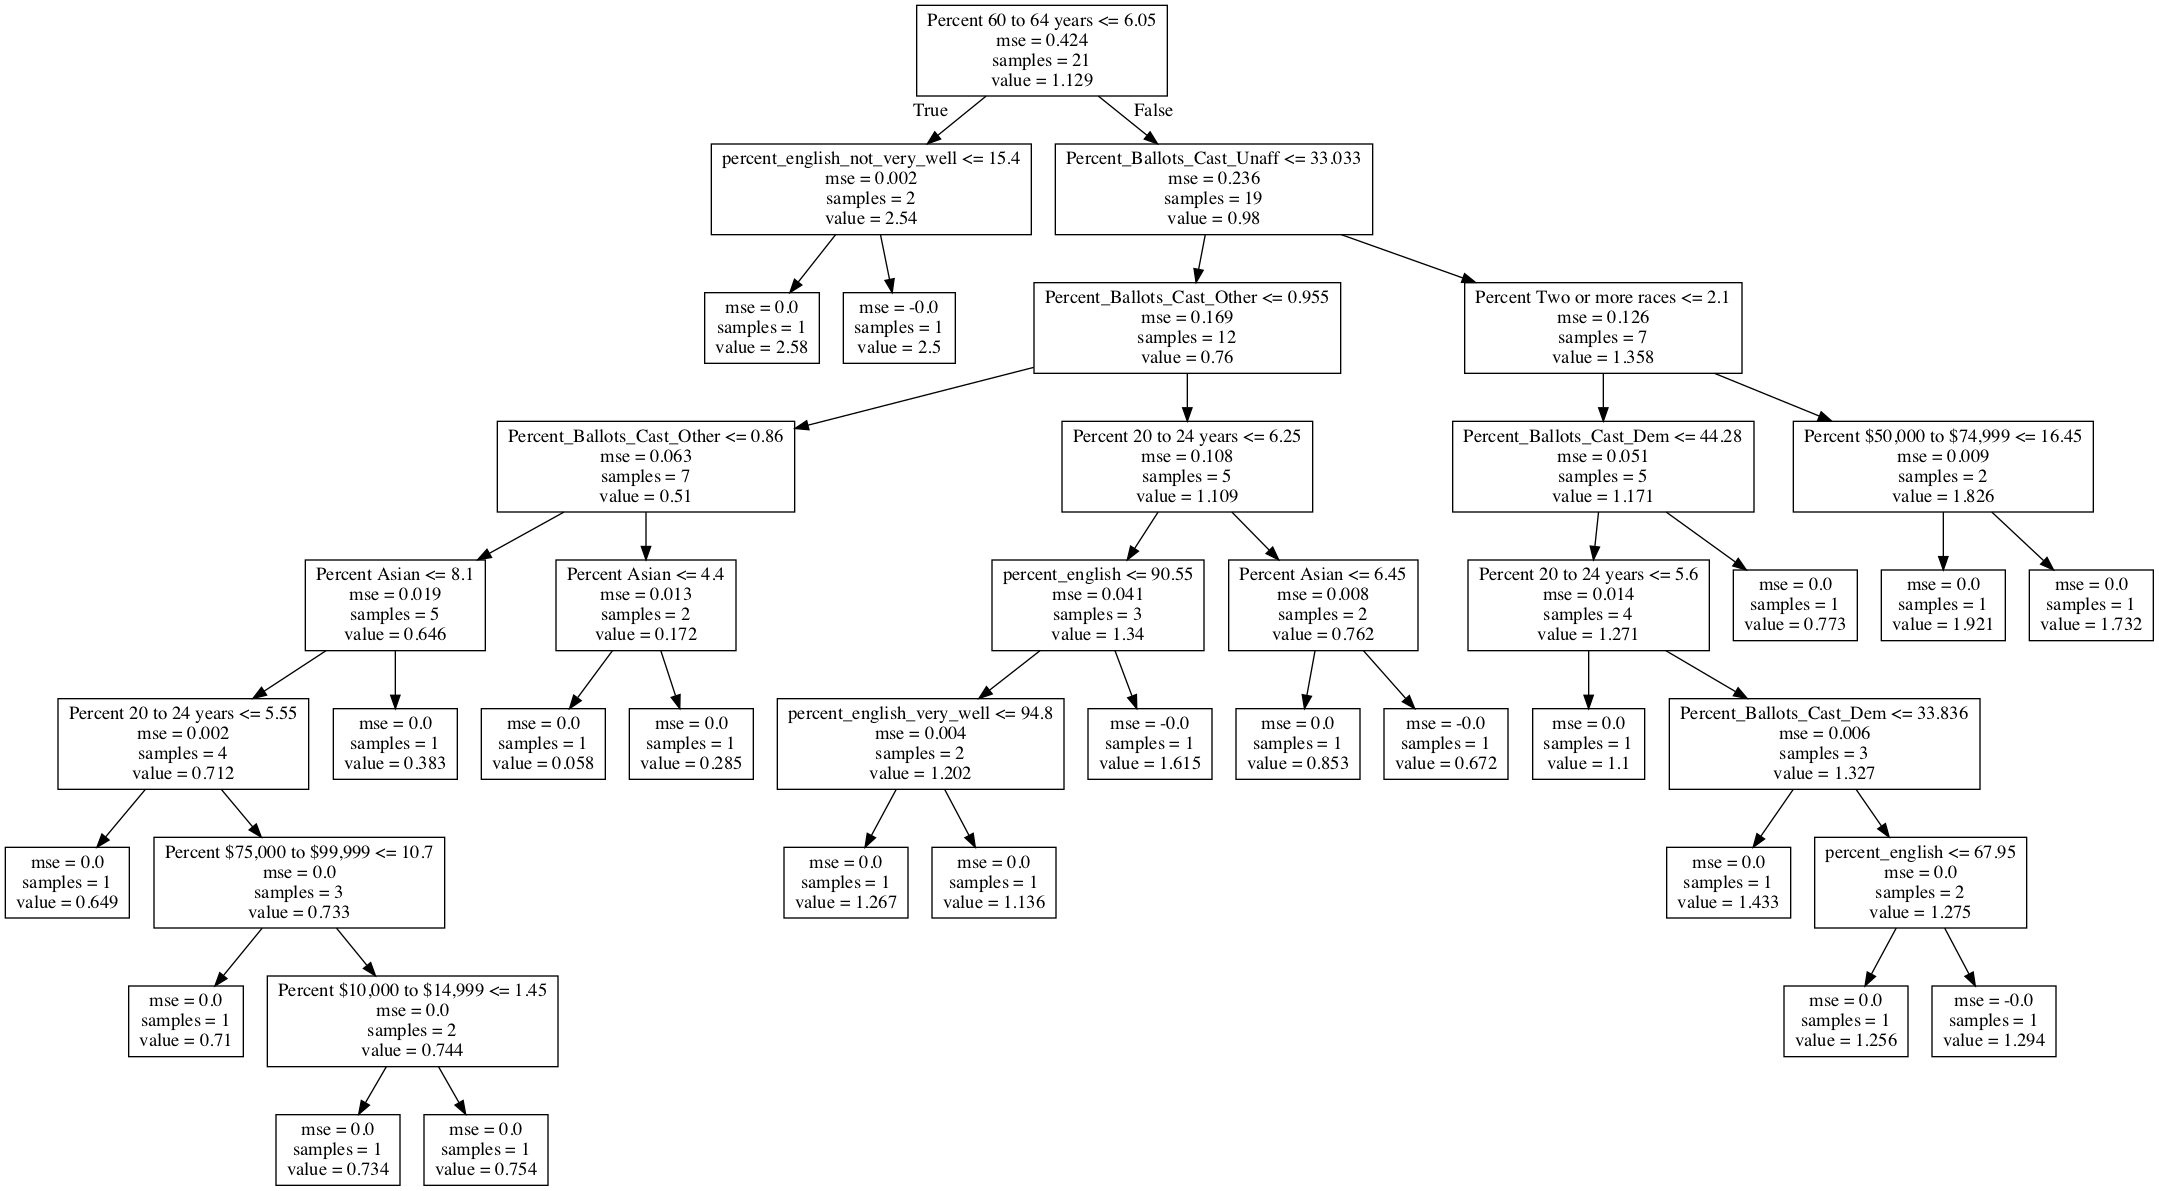 Percent 60 to 64 years <= 6.05
mse = 0.424
samples = 21
value = 1.129
True
False
percent_english_not_very_well <= 15.4
mse = 0.002
samples = 2
value = 2.54
Percent_Ballots_Cast_Unaff <= 33.033
mse = 0.236
samples = 19
value = 0.98
mse = 0.0
samples = 1
value = 2.58
mse = -0.0
samples = 1
value = 2.5
Percent_Ballots_Cast_Other <= 0.955
mse = 0.169
samples = 12
value = 0.76
Percent Two or more races <= 2.1
mse = 0.126
samples = 7
value = 1.358
Percent_Ballots_Cast_Other <= 0.86
mse = 0.063
samples = 7
value = 0.51
Percent 20 to 24 years <= 6.25
mse = 0.108
samples = 5
value = 1.109
Percent_Ballots_Cast_Dem <= 44.28
mse = 0.051
samples = 5
value = 1.171
Percent $50,000 to $74,999 <= 16.45
mse = 0.009
samples = 2
value = 1.826
Percent Asian <= 8.1
mse = 0.019
samples = 5
value = 0.646
Percent Asian <= 4.4
mse = 0.013
samples = 2
value = 0.172
percent_english <= 90.55
mse = 0.041
samples = 3
value = 1.34
Percent Asian <= 6.45
mse = 0.008
samples = 2
value = 0.762
Percent 20 to 24 years <= 5.6
mse = 0.014
samples = 4
value = 1.271
mse = 0.0
samples = 1
value = 0.773
mse = 0.0
samples = 1
value = 1.921
mse = 0.0
samples = 1
value = 1.732
Percent 20 to 24 years <= 5.55
mse = 0.002
samples = 4
value = 0.712
mse = 0.0
samples = 1
value = 0.383
mse = 0.0
samples = 1
value = 0.058
mse = 0.0
samples = 1
value = 0.285
percent_english_very_well <= 94.8
mse = 0.004
samples = 2
value = 1.202
mse = -0.0
samples = 1
value = 1.615
mse = 0.0
samples = 1
value = 0.853
mse = -0.0
samples = 1
value = 0.672
mse = 0.0
samples = 1
value = 1.1
Percent_Ballots_Cast_Dem <= 33.836
mse = 0.006
samples = 3
value = 1.327
mse = 0.0
samples = 1
value = 0.649
Percent $75,000 to $99,999 <= 10.7
mse = 0.0
samples = 3
value = 0.733
mse = 0.0
samples = 1
value = 1.267
mse = 0.0
samples = 1
value = 1.136
mse = 0.0
samples = 1
value = 1.433
percent_english <= 67.95
mse = 0.0
samples = 2
value = 1.275
mse = 0.0
samples = 1
value = 0.71
Percent $10,000 to $14,999 <= 1.45
mse = 0.0
samples = 2
value = 0.744
mse = 0.0
samples = 1
value = 1.256
mse = -0.0
samples = 1
value = 1.294
mse = 0.0
samples = 1
value = 0.734
mse = 0.0
samples = 1
value = 0.754